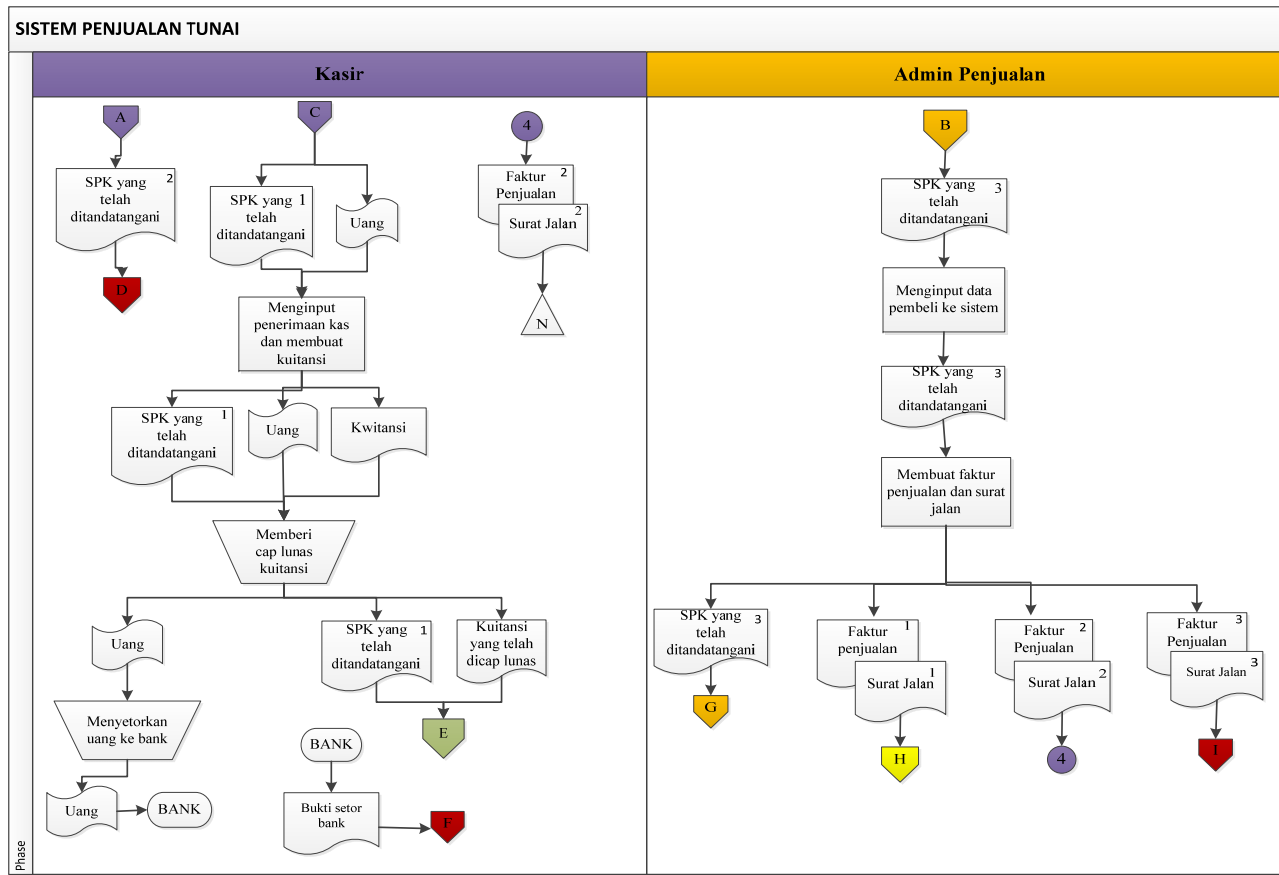 SISTEM PENJUALAN TUNAI
Kasir
Admin Penjualan
A
SPK yang 2
telah
ditandatangani
D
C
SPK yang 1
telah
ditandatangani
Uang
Menginput
penerimaan kas
dan membuat
kuitansi
SPK yang 1
telah
ditandatangani
Uang
Kwitansi
Memberi
cap lunas
kuitansi
Uang
SPK yang 1
telah
ditandatangani
Kuitansi
yang telah
dicap lunas
E
Menyetorkan
uang ke bank
Uang
BANK
BANK
Bukti setor
bank
F
4
Faktur 2
Penjualan
Surat Jalan 2
N
B
SPK yang 3
telah
ditandatangani
Menginput data
pembeli ke sistem
SPK yang 3
telah
ditandatangani
Membuat faktur
penjualan dan surat
jalan
SPK yang 3
telah
ditandatangani
G
Faktur 1
penjualan
Surat Jalan 1
H
Faktur 2
Penjualan
Surat Jalan 2
4
Faktur 3
Penjualan
Surat Jalan 3
I
Phase